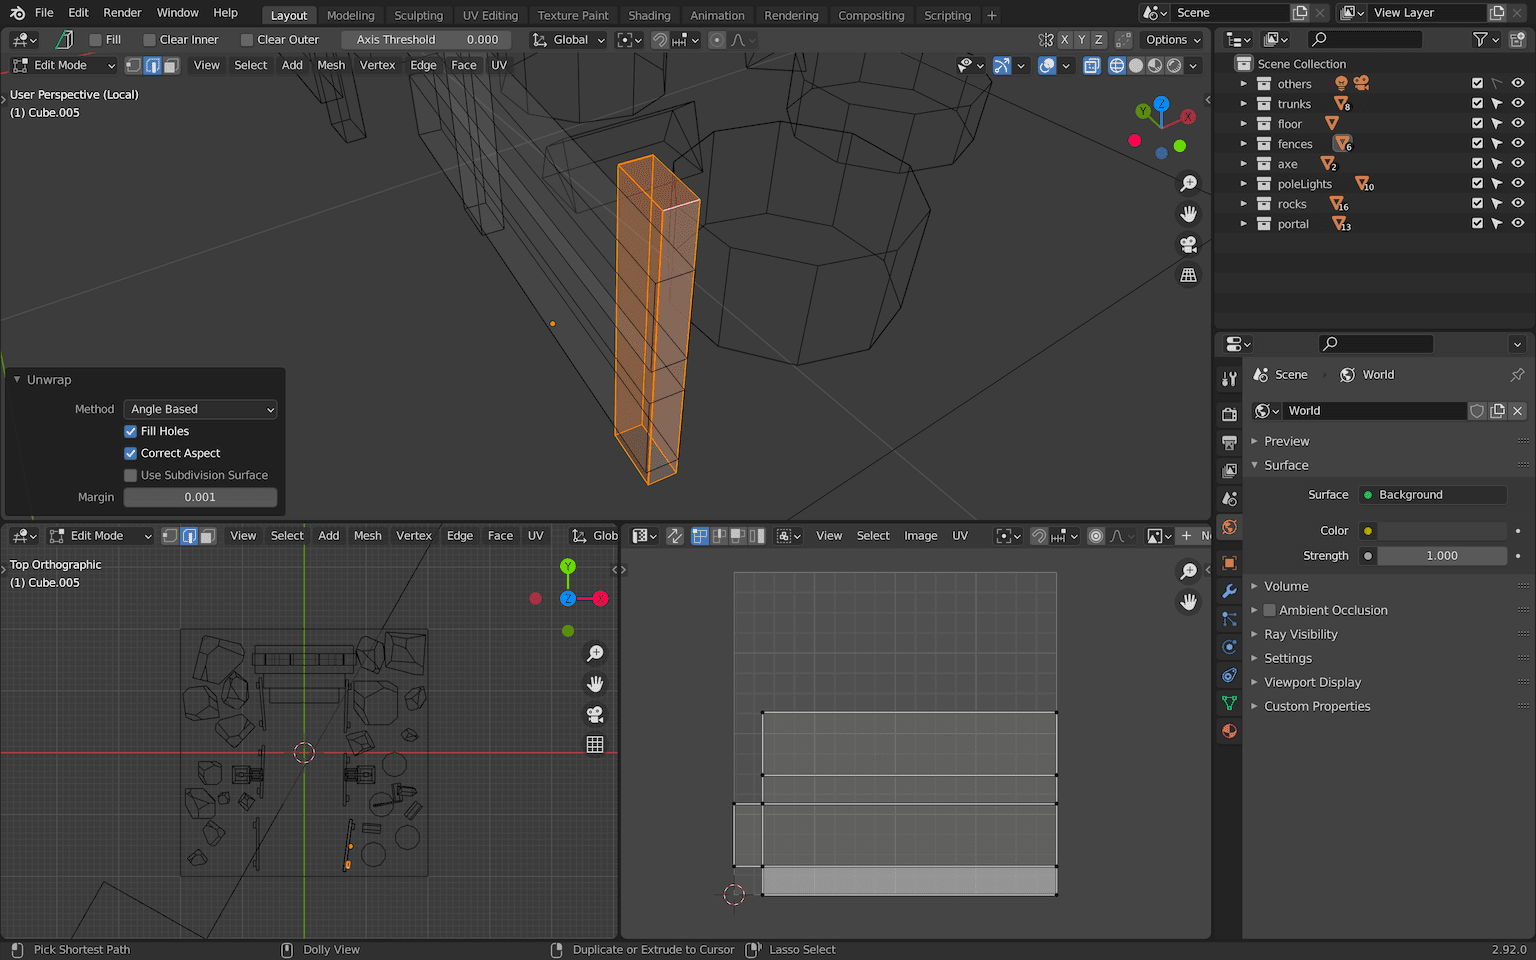 File Edit Render Window Help Layout Modeling Sculpting UV Editing Texture Paint Shading Animation Rendering Compositing Scripting + Scene View Layer
Fill Clear Inner Clear Outer Axis Threshold 0.000 Global X Y Z Options
Edit Mode View Select Add Mesh Vertex Edge Face UV
User Perspective (Local)
(1) Cube.005
Z
Y
X
Scene Collection
others
trunks 8
floor
fences 6
axe 2
poleLights 10
rocks 16
portal 13
Unwrap
Method Angle Based
Fill Holes
Correct Aspect
Use Subdivision Surface
Margin 0.001
Scene World
World
Preview
Surface
Surface Background
Color
Strength 1.000
Volume
Ambient Occlusion
Ray Visibility
Settings
Viewport Display
Custom Properties
Edit Mode View Select Add Mesh Vertex Edge Face UV Glob
Top Orthographic
(1) Cube.005
Y
Z
X
View Select Image UV
Pick Shortest Path Dolly View Duplicate or Extrude to Cursor Lasso Select 2.92.0